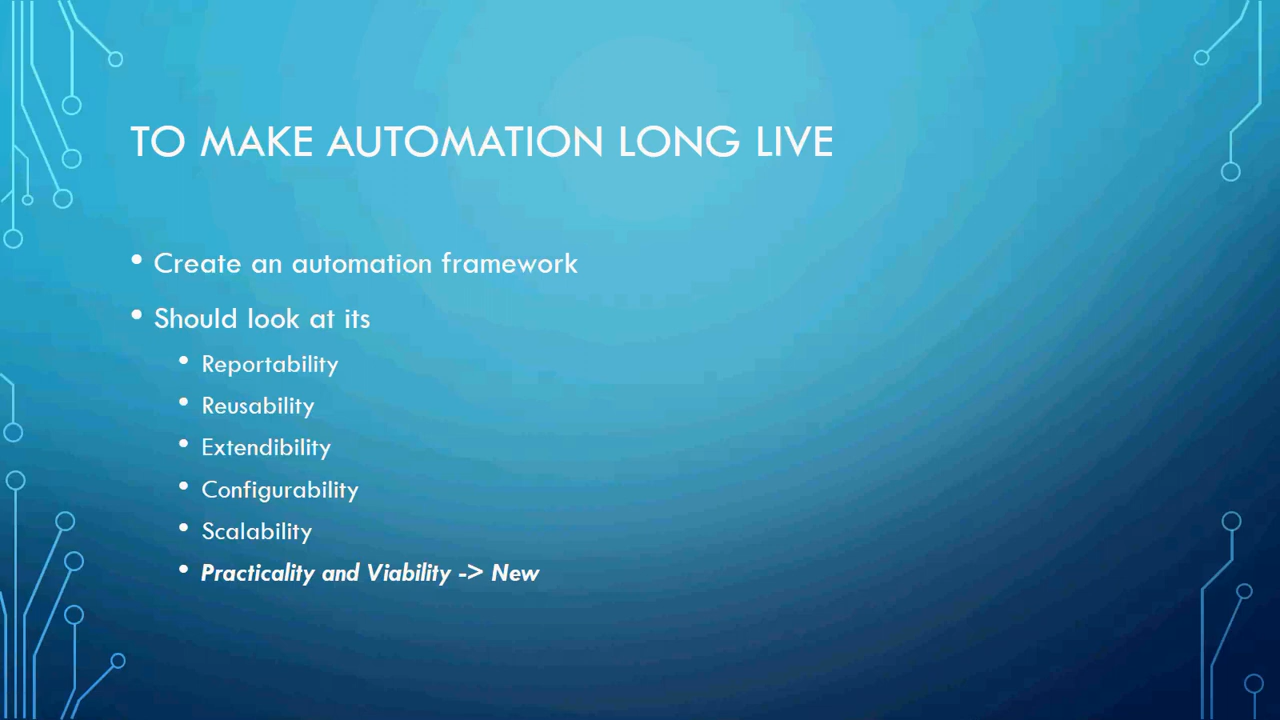 TO MAKE AUTOMATION LONG LIVE
• Create an automation framework
• Should look at its
• Reportability
• Reusability
• Extendibility
• Configurability
• Scalability
• Practicality and Viability -> New